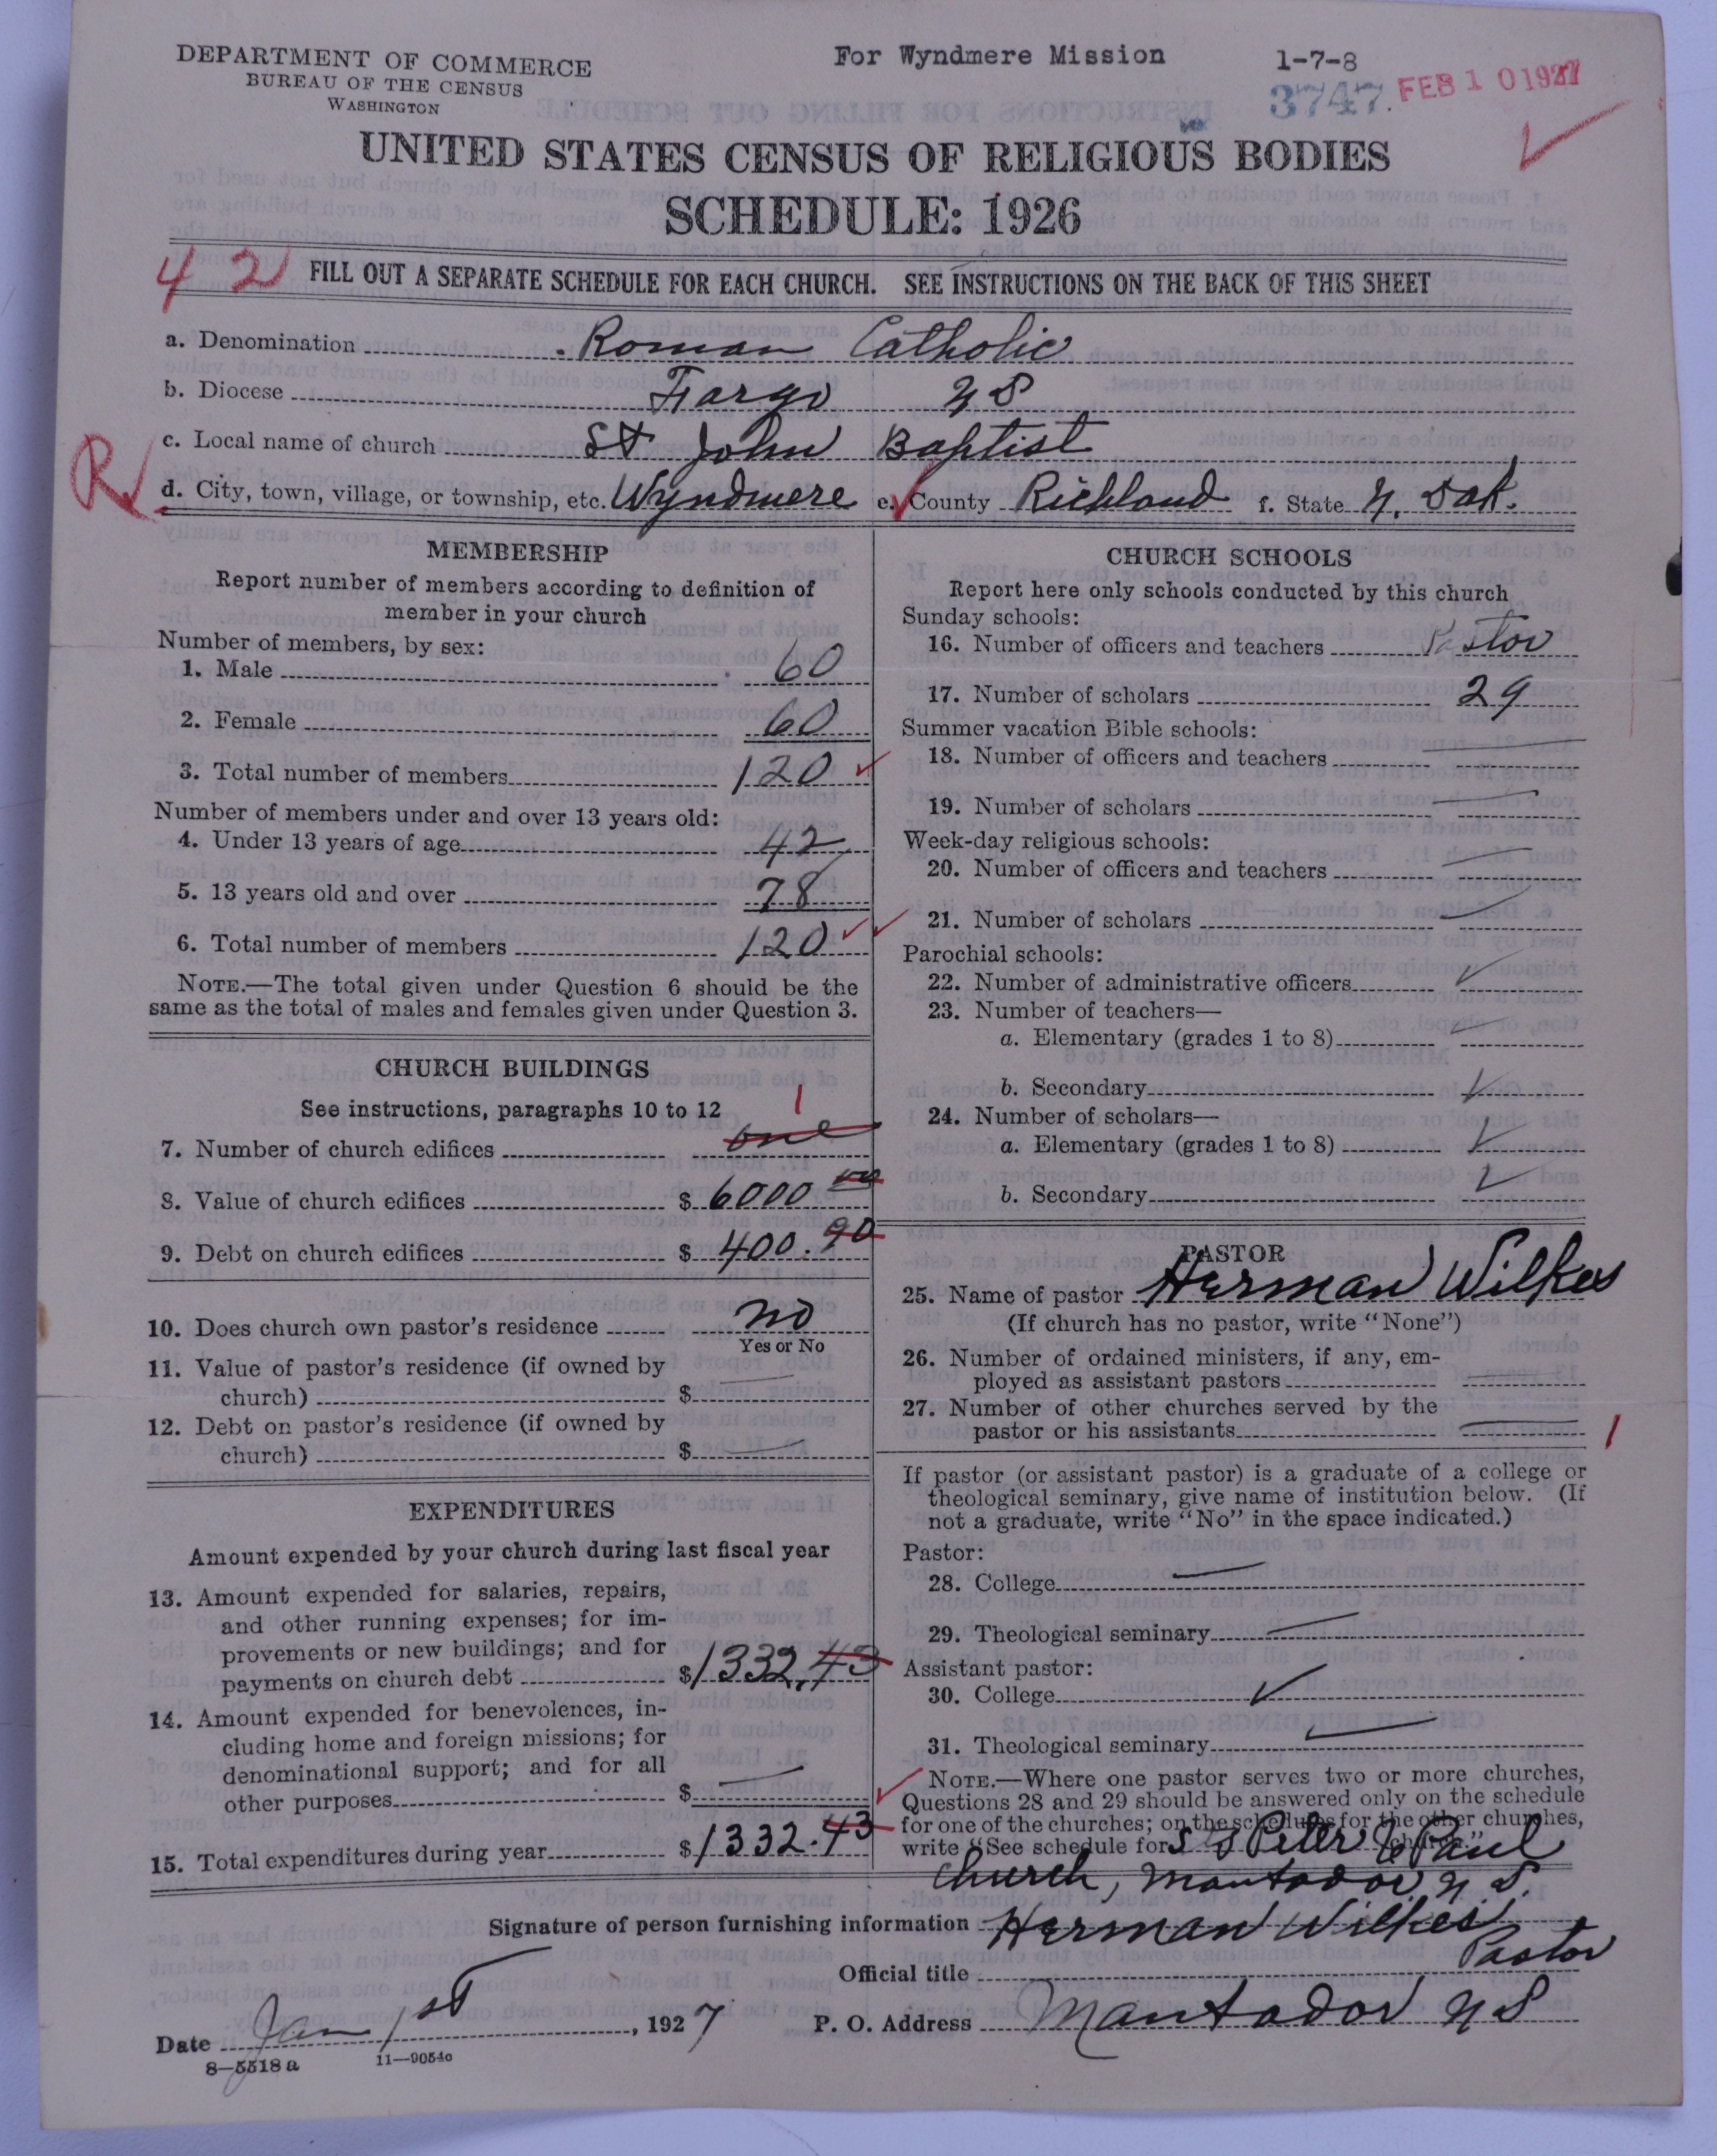 DEPARTMENT OF COMMERCE
BUREAU OF THE CENSUS
WASHINGTON
For Wyndmere Mission
1-7-8
3747.
FEB 10 1927
UNITED STATES CENSUS OF RELIGIOUS BODIES
SCHEDULE: 1926
42
FILL OUT A SEPARATE SCHEDULE FOR EACH CHURCH. SEE INSTRUCTIONS ON THE BACK OF THIS SHEET
a. Denomination Roman Catholic
b. Diocese Fargo N D
c. Local name of church St John Baptist
R
d. City, town, village, or township, etc. Wyndmere e. County Richland f. State N. Dak.
MEMBERSHIP
Report number of members according to definition of
member in your church
Number of members, by sex:
1. Male 60
2. Female 60
3. Total number of members 120
Number of members under and over 13 years old:
4. Under 13 years of age 42
5. 13 years old and over 78
6. Total number of members 120
NOTE.—The total given under Question 6 should be the
same as the total of males and females given under Question 3.
CHURCH BUILDINGS
See instructions, paragraphs 10 to 12
1
7. Number of church edifices one
8. Value of church edifices $ 6000
9. Debt on church edifices $ 400.90
10. Does church own pastor's residence no
Yes or No
11. Value of pastor's residence (if owned by
church) $
12. Debt on pastor's residence (if owned by
church) $
EXPENDITURES
Amount expended by your church during last fiscal year
13. Amount expended for salaries, repairs,
and other running expenses; for im-
provements or new buildings; and for
payments on church debt $ 1332.43
14. Amount expended for benevolences, in-
cluding home and foreign missions; for
denominational support; and for all
other purposes $
15. Total expenditures during year $ 1332.43
CHURCH SCHOOLS
Report here only schools conducted by this church
Sunday schools:
16. Number of officers and teachers Pastor
17. Number of scholars 29
Summer vacation Bible schools:
18. Number of officers and teachers
19. Number of scholars
Week-day religious schools:
20. Number of officers and teachers
21. Number of scholars
Parochial schools:
22. Number of administrative officers
23. Number of teachers—
a. Elementary (grades 1 to 8)
b. Secondary
24. Number of scholars—
a. Elementary (grades 1 to 8)
b. Secondary
PASTOR
25. Name of pastor Herman Wilkes
(If church has no pastor, write "None")
26. Number of ordained ministers, if any, em-
ployed as assistant pastors
27. Number of other churches served by the
pastor or his assistants 1
If pastor (or assistant pastor) is a graduate of a college or
theological seminary, give name of institution below. (If
not a graduate, write "No" in the space indicated.)
Pastor:
28. College
29. Theological seminary
Assistant pastor:
30. College
31. Theological seminary
NOTE.—Where one pastor serves two or more churches,
Questions 28 and 29 should be answered only on the schedule
for one of the churches; on the schedules for the other churches,
write "See schedule for S S Peter & Paul church."
Church, Mantador N D.
Signature of person furnishing information Herman Wilkes
Official title Pastor
Date Jan 1st, 1927 P. O. Address Mantador N D
8—5518 a 11—9054c